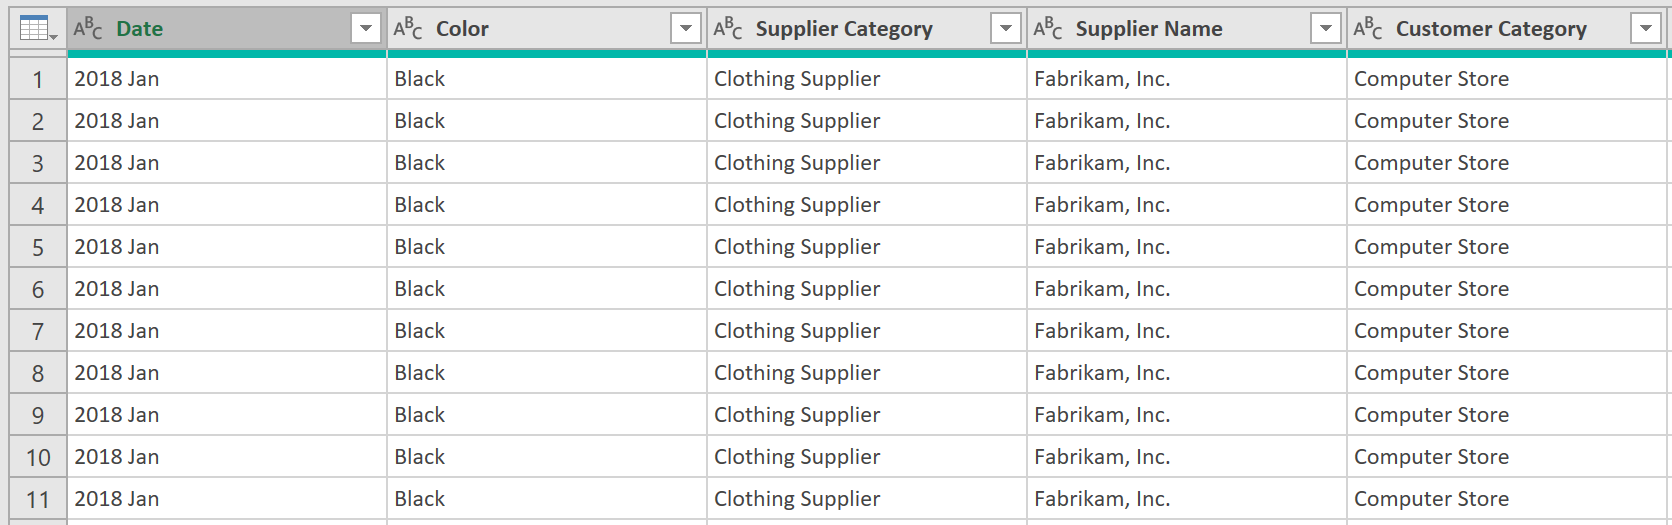 ABC Date ABC Color ABC Supplier Category ABC Supplier Name ABC Customer Category
1 2018 Jan Black Clothing Supplier Fabrikam, Inc. Computer Store
2 2018 Jan Black Clothing Supplier Fabrikam, Inc. Computer Store
3 2018 Jan Black Clothing Supplier Fabrikam, Inc. Computer Store
4 2018 Jan Black Clothing Supplier Fabrikam, Inc. Computer Store
5 2018 Jan Black Clothing Supplier Fabrikam, Inc. Computer Store
6 2018 Jan Black Clothing Supplier Fabrikam, Inc. Computer Store
7 2018 Jan Black Clothing Supplier Fabrikam, Inc. Computer Store
8 2018 Jan Black Clothing Supplier Fabrikam, Inc. Computer Store
9 2018 Jan Black Clothing Supplier Fabrikam, Inc. Computer Store
10 2018 Jan Black Clothing Supplier Fabrikam, Inc. Computer Store
11 2018 Jan Black Clothing Supplier Fabrikam, Inc. Computer Store